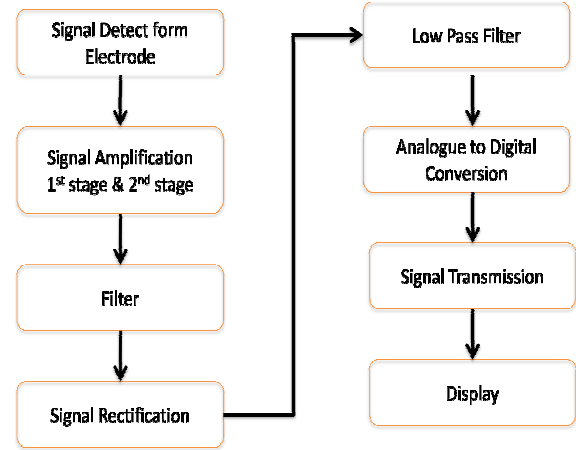 Signal Detect form
Electrode
Signal Amplification
1st stage & 2nd stage
Filter
Signal Rectification
Low Pass Filter
Analogue to Digital
Conversion
Signal Transmission
Display